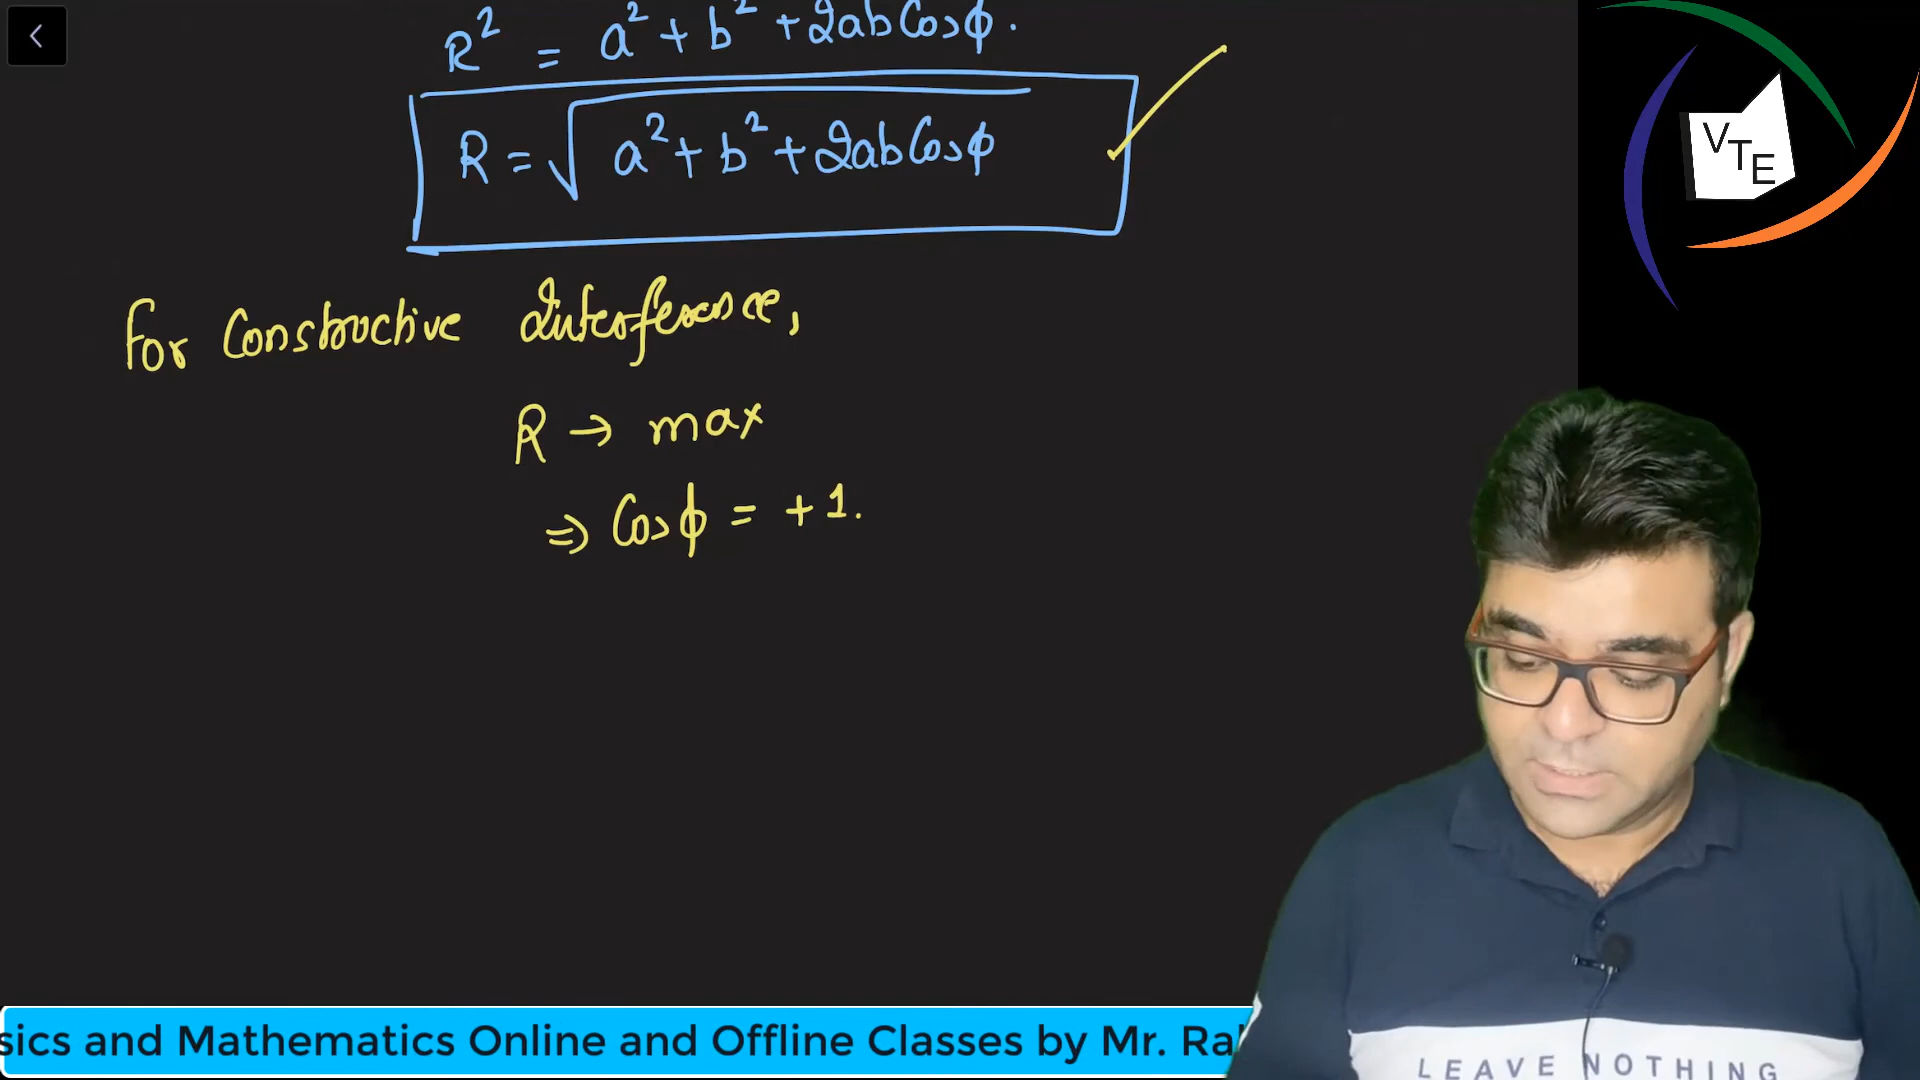 R² = a² + b² + 2abCosφ.
R = √a² + b² + 2abCosφ
For Constructive Interference,
R → max
⇒ Cosφ = +1.
VTE
sics and Mathematics Online and Offline Classes by Mr. Ra
LEAVE NOTHING